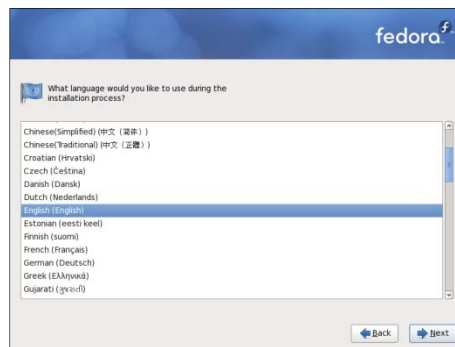 fedora
What language would you like to use during the
installation process?
Chinese(Simplified) (中文（简体）)
Chinese(Traditional) (中文（正體）)
Croatian (Hrvatski)
Czech (Čeština)
Danish (Dansk)
Dutch (Nederlands)
English (English)
Estonian (eesti keel)
Finnish (suomi)
French (Français)
German (Deutsch)
Greek (Ελληνικά)
Gujarati (ગુજરાતી)
Back
Next